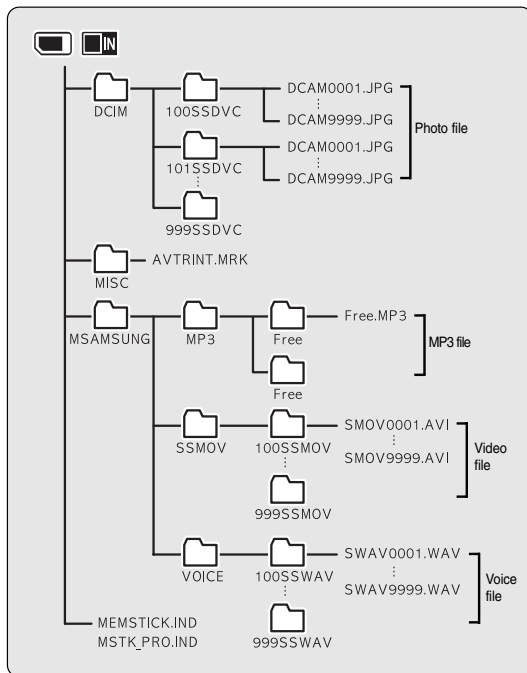 IN
DCIM
100SSDVC
DCAM0001.JPG
DCAM9999.JPG
Photo file
101SSDVC
DCAM0001.JPG
DCAM9999.JPG
999SSDVC
MISC
AVTRINT.MRK
MSAMSUNG
MP3
Free
Free.MP3
MP3 file
Free
SSMOV
100SSMOV
SMOV0001.AVI
SMOV9999.AVI
Video
file
999SSMOV
VOICE
100SSWAV
SWAV0001.WAV
SWAV9999.WAV
Voice
file
999SSWAV
MEMSTICK.IND
MSTK_PRO.IND